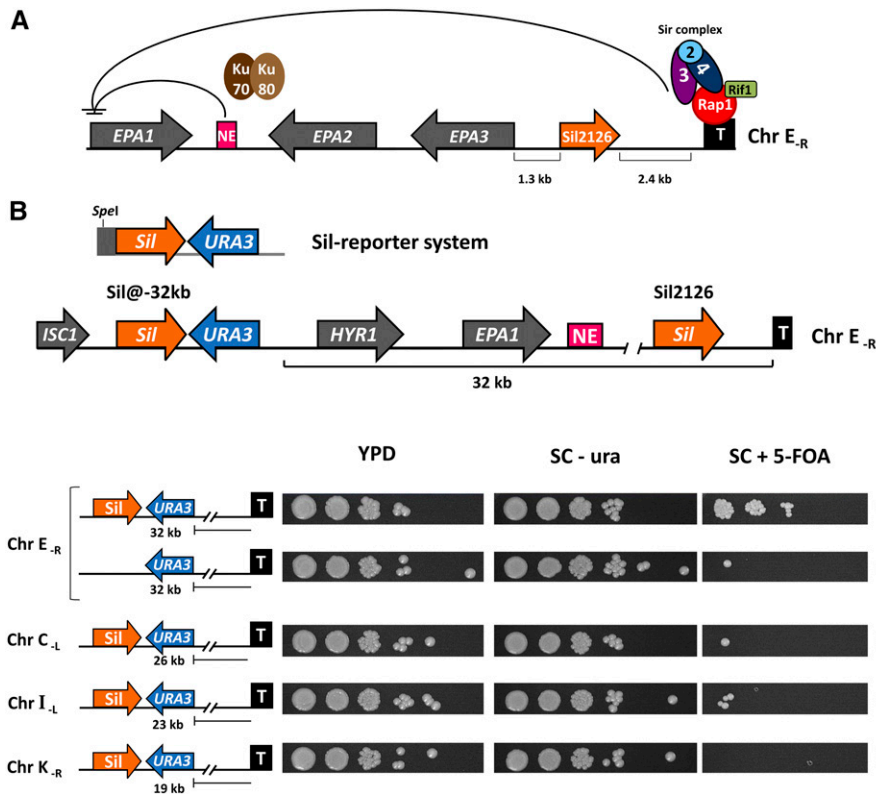 A
Sir complex
Ku 70
Ku 80
2
3
4
Rif1
Rap1
EPA1
NE
EPA2
EPA3
Sil2126
T
Chr E-R
1.3 kb
2.4 kb
B
SpeI
Sil
URA3
Sil-reporter system
Sil@-32kb
Sil2126
ISC1
Sil
URA3
HYR1
EPA1
NE
Sil
T
Chr E-R
32 kb
YPD
SC - ura
SC + 5-FOA
Chr E-R
Sil
URA3
T
32 kb
URA3
T
32 kb
Chr C-L
Sil
URA3
T
26 kb
Chr I-L
Sil
URA3
T
23 kb
Chr K-R
Sil
URA3
T
19 kb